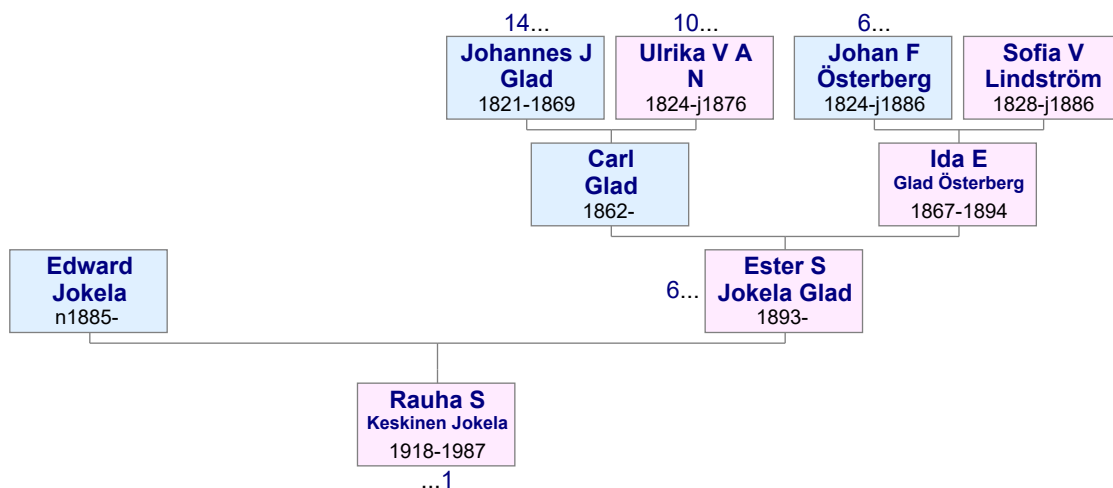 14...
Johannes J
Glad
1821-1869
10...
Ulrika V A
N
1824-j1876
6...
Johan F
Österberg
1824-j1886
Sofia V
Lindström
1828-j1886
Carl
Glad
1862-
Ida E
Glad Österberg
1867-1894
Edward
Jokela
n1885-
6...
Ester S
Jokela Glad
1893-
Rauha S
Keskinen Jokela
1918-1987
...1